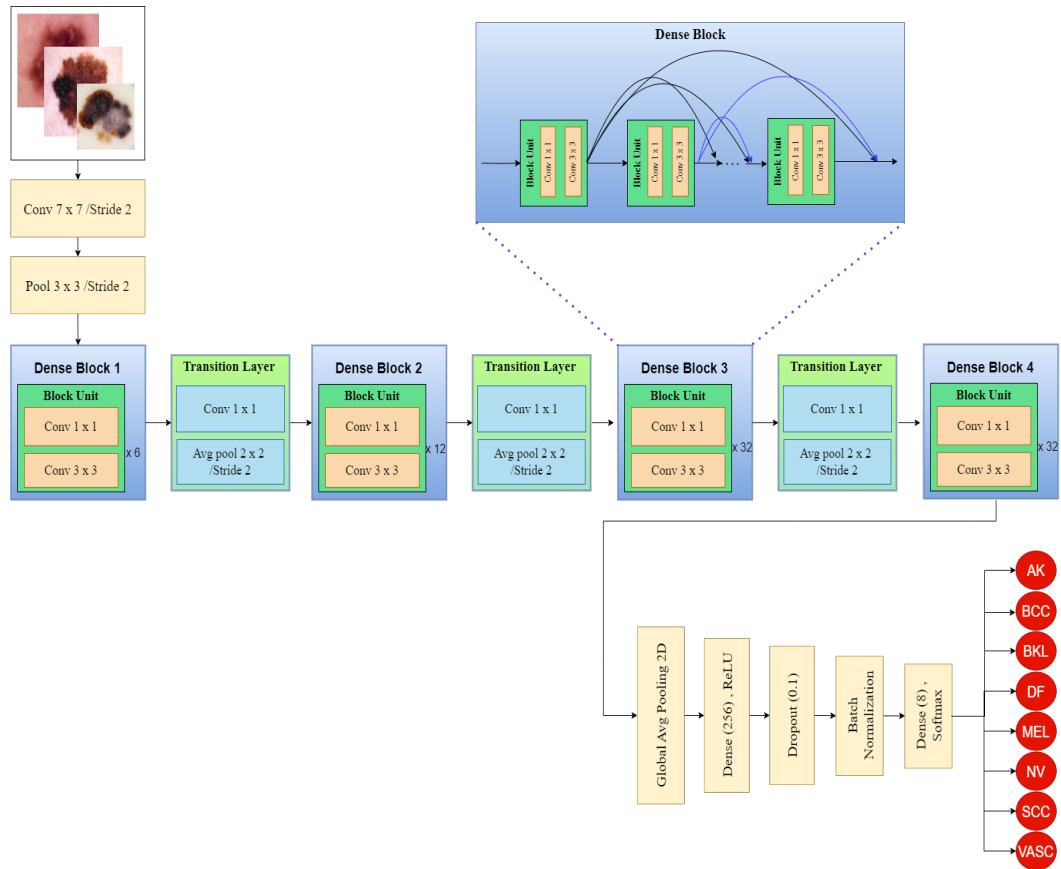 Dense Block
Block Unit
Conv 1 x 1
Conv 3 x 3
Block Unit
Conv 1 x 1
Conv 3 x 3
...
Block Unit
Conv 1 x 1
Conv 3 x 3
Conv 7 x 7 /Stride 2
Pool 3 x 3 /Stride 2
Dense Block 1
Block Unit
Conv 1 x 1
Conv 3 x 3
x 6
Transition Layer
Conv 1 x 1
Avg pool 2 x 2
/Stride 2
Dense Block 2
Block Unit
Conv 1 x 1
Conv 3 x 3
x 12
Transition Layer
Conv 1 x 1
Avg pool 2 x 2
/Stride 2
Dense Block 3
Block Unit
Conv 1 x 1
Conv 3 x 3
x 32
Transition Layer
Conv 1 x 1
Avg pool 2 x 2
/Stride 2
Dense Block 4
Block Unit
Conv 1 x 1
Conv 3 x 3
x 32
Global Avg Pooling 2D
Dense (256) , ReLU
Dropout (0.1)
Batch
Normalization
Dense (8) ,
Softmax
AK
BCC
BKL
DF
MEL
NV
SCC
VASC